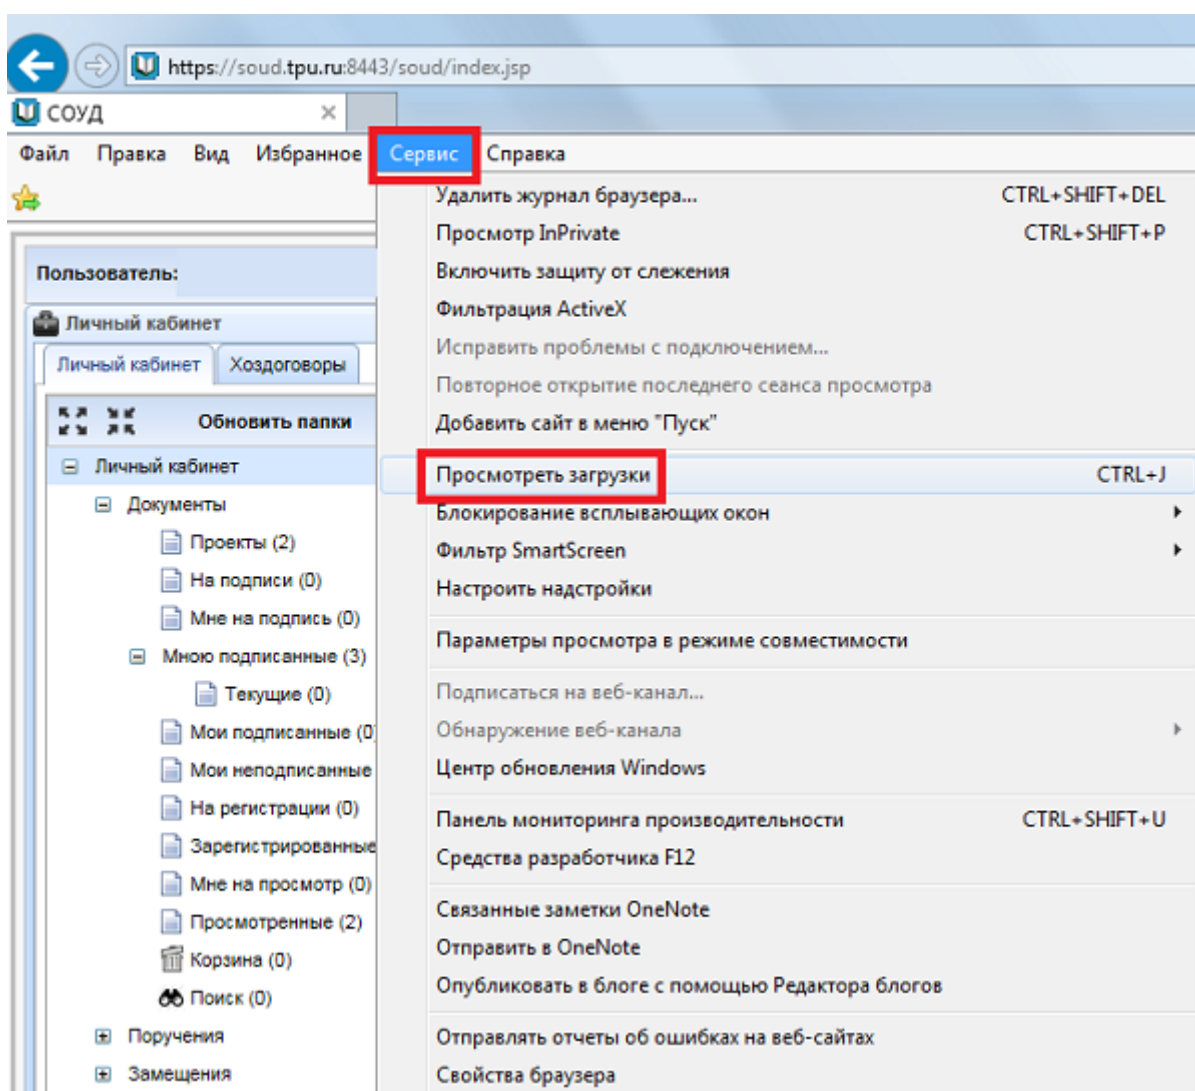 https://soud.tpu.ru:8443/soud/index.jsp
СОУД
Файл Правка Вид Избранное Сервис Справка
Удалить журнал браузера... CTRL+SHIFT+DEL
Просмотр InPrivate CTRL+SHIFT+P
Включить защиту от слежения
Фильтрация ActiveX
Исправить проблемы с подключением...
Повторное открытие последнего сеанса просмотра
Добавить сайт в меню "Пуск"
Просмотреть загрузки CTRL+J
Блокирование всплывающих окон
Фильтр SmartScreen
Настроить надстройки
Параметры просмотра в режиме совместимости
Подписаться на веб-канал...
Обнаружение веб-канала
Центр обновления Windows
Панель мониторинга производительности CTRL+SHIFT+U
Средства разработчика F12
Связанные заметки OneNote
Отправить в OneNote
Опубликовать в блоге с помощью Редактора блогов
Отправлять отчеты об ошибках на веб-сайтах
Свойства браузера
Пользователь:
Личный кабинет
Личный кабинет Хоздоговоры
Обновить папки
Личный кабинет
Документы
Проекты (2)
На подписи (0)
Мне на подпись (0)
Мною подписанные (3)
Текущие (0)
Мои подписанные (0
Мои неподписанные
На регистрации (0)
Зарегистрированные
Мне на просмотр (0)
Просмотренные (2)
Корзина (0)
Поиск (0)
Поручения
Замещения